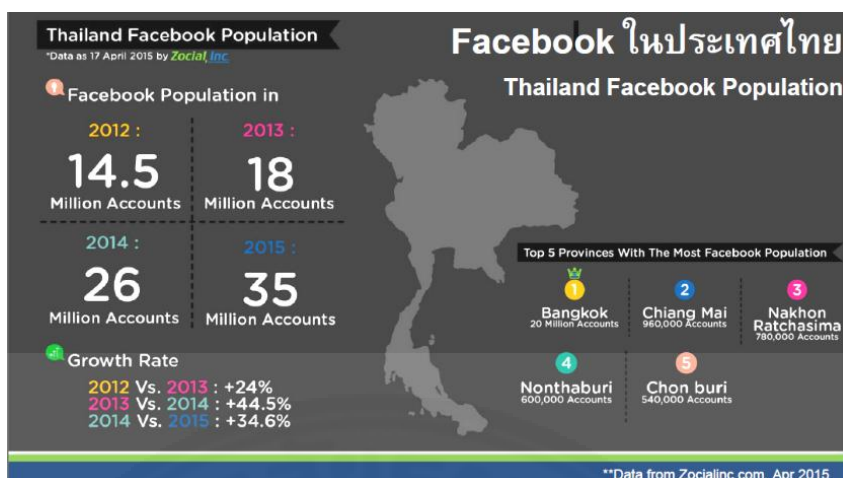 Thailand Facebook Population
*Data as 17 April 2015 by Zocial, Inc.
Facebook ในประเทศไทย
Thailand Facebook Population
Facebook Population in
2012 :
14.5
Million Accounts
2013 :
18
Million Accounts
2014 :
26
Million Accounts
2015 :
35
Million Accounts
Growth Rate
2012 Vs. 2013 : +24%
2013 Vs. 2014 : +44.5%
2014 Vs. 2015 : +34.6%
Top 5 Provinces With The Most Facebook Population
1
Bangkok
20 Million Accounts
2
Chiang Mai
960,000 Accounts
3
Nakhon
Ratchasima
780,000 Accounts
4
Nonthaburi
600,000 Accounts
5
Chon buri
540,000 Accounts
**Data from Zocialinc.com Apr 2015